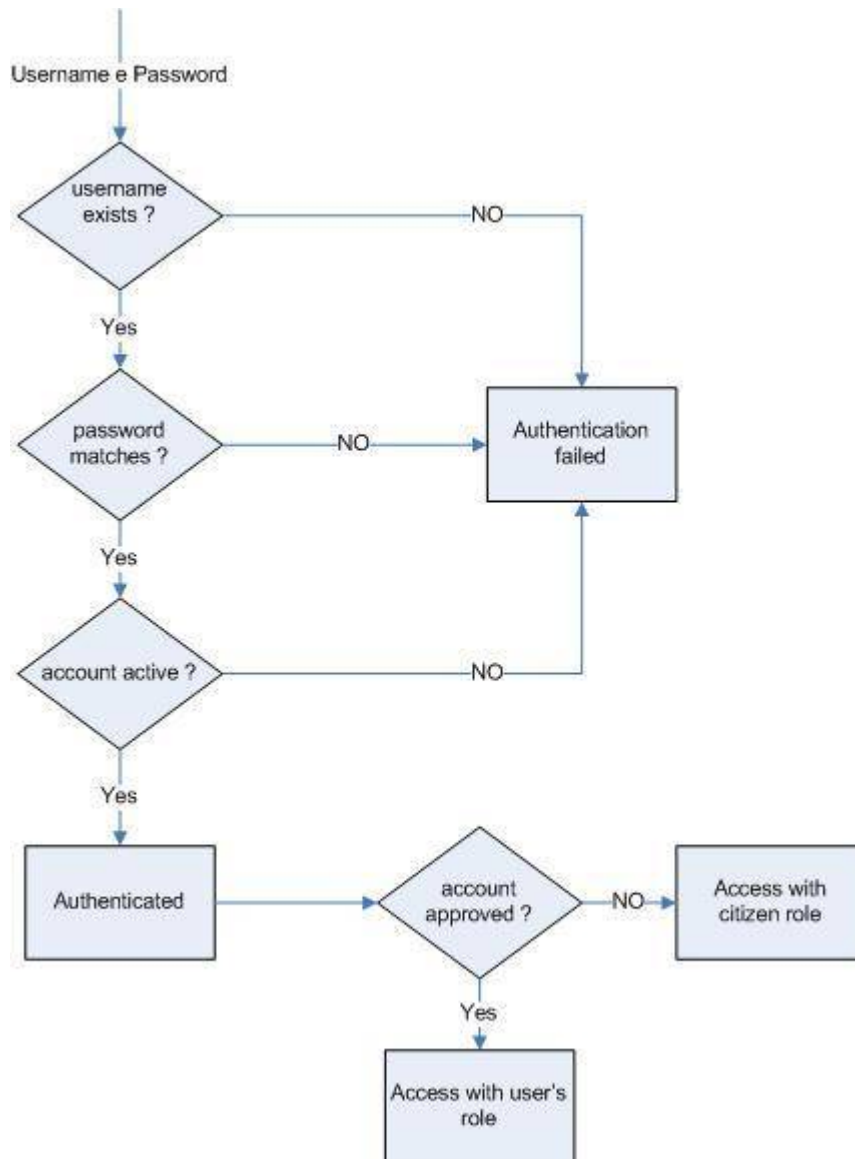 Username e Password
username
exists ?
NO
Yes
password
matches ?
NO
Authentication
failed
Yes
account active ?
NO
Yes
Authenticated
account
approved ?
NO
Access with
citizen role
Yes
Access with user's
role